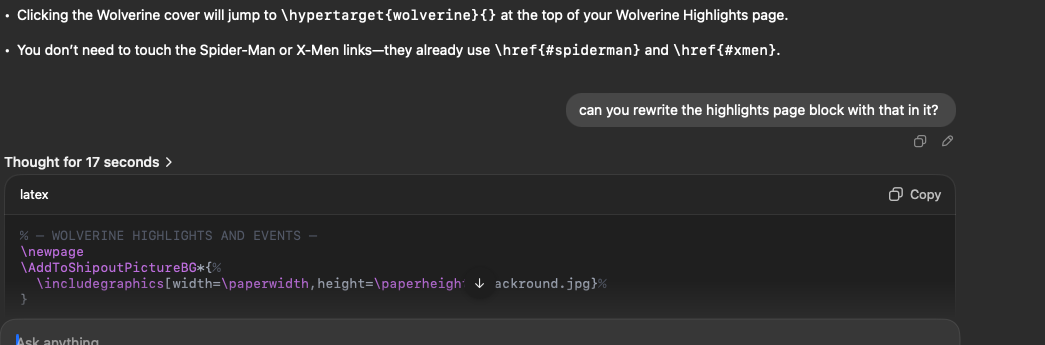 • Clicking the Wolverine cover will jump to \hypertarget{wolverine}{} at the top of your Wolverine Highlights page.
• You don’t need to touch the Spider-Man or X-Men links—they already use \href{#spiderman} and \href{#xmen}.
can you rewrite the highlights page block with that in it?
Thought for 17 seconds >
latex Copy
% — WOLVERINE HIGHLIGHTS AND EVENTS —
\newpage
\AddToShipoutPictureBG*{%
\includegraphics[width=\paperwidth,height=\paperheigh ackround.jpg}%
}
Ask anything